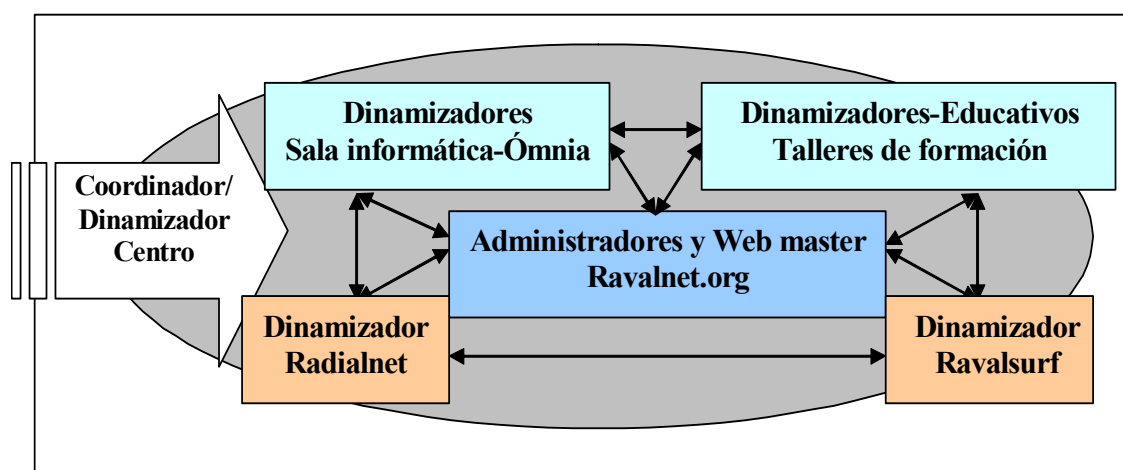 Dinamizadores
Sala informática-Ómnia
Dinamizadores-Educativos
Talleres de formación
Coordinador/
Dinamizador
Centro
Administradores y Web master
Ravalnet.org
Dinamizador
Radialnet
Dinamizador
Ravalsurf